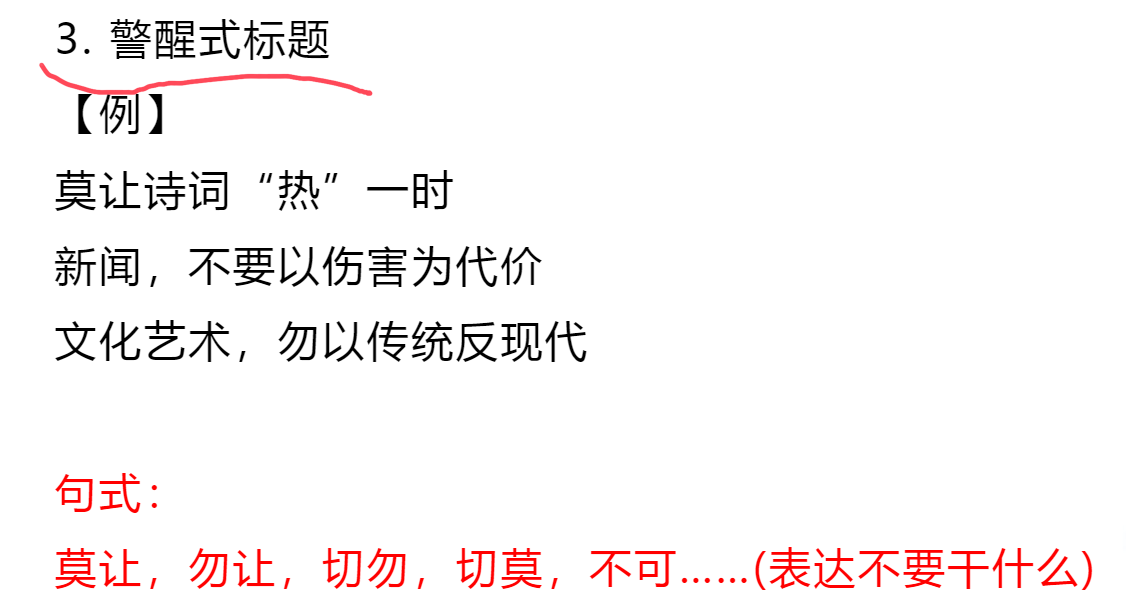 3. 警醒式标题
【例】
莫让诗词“热”一时
新闻，不要以伤害为代价
文化艺术，勿以传统反现代
句式：
莫让，勿让，切勿，切莫，不可……(表达不要干什么)